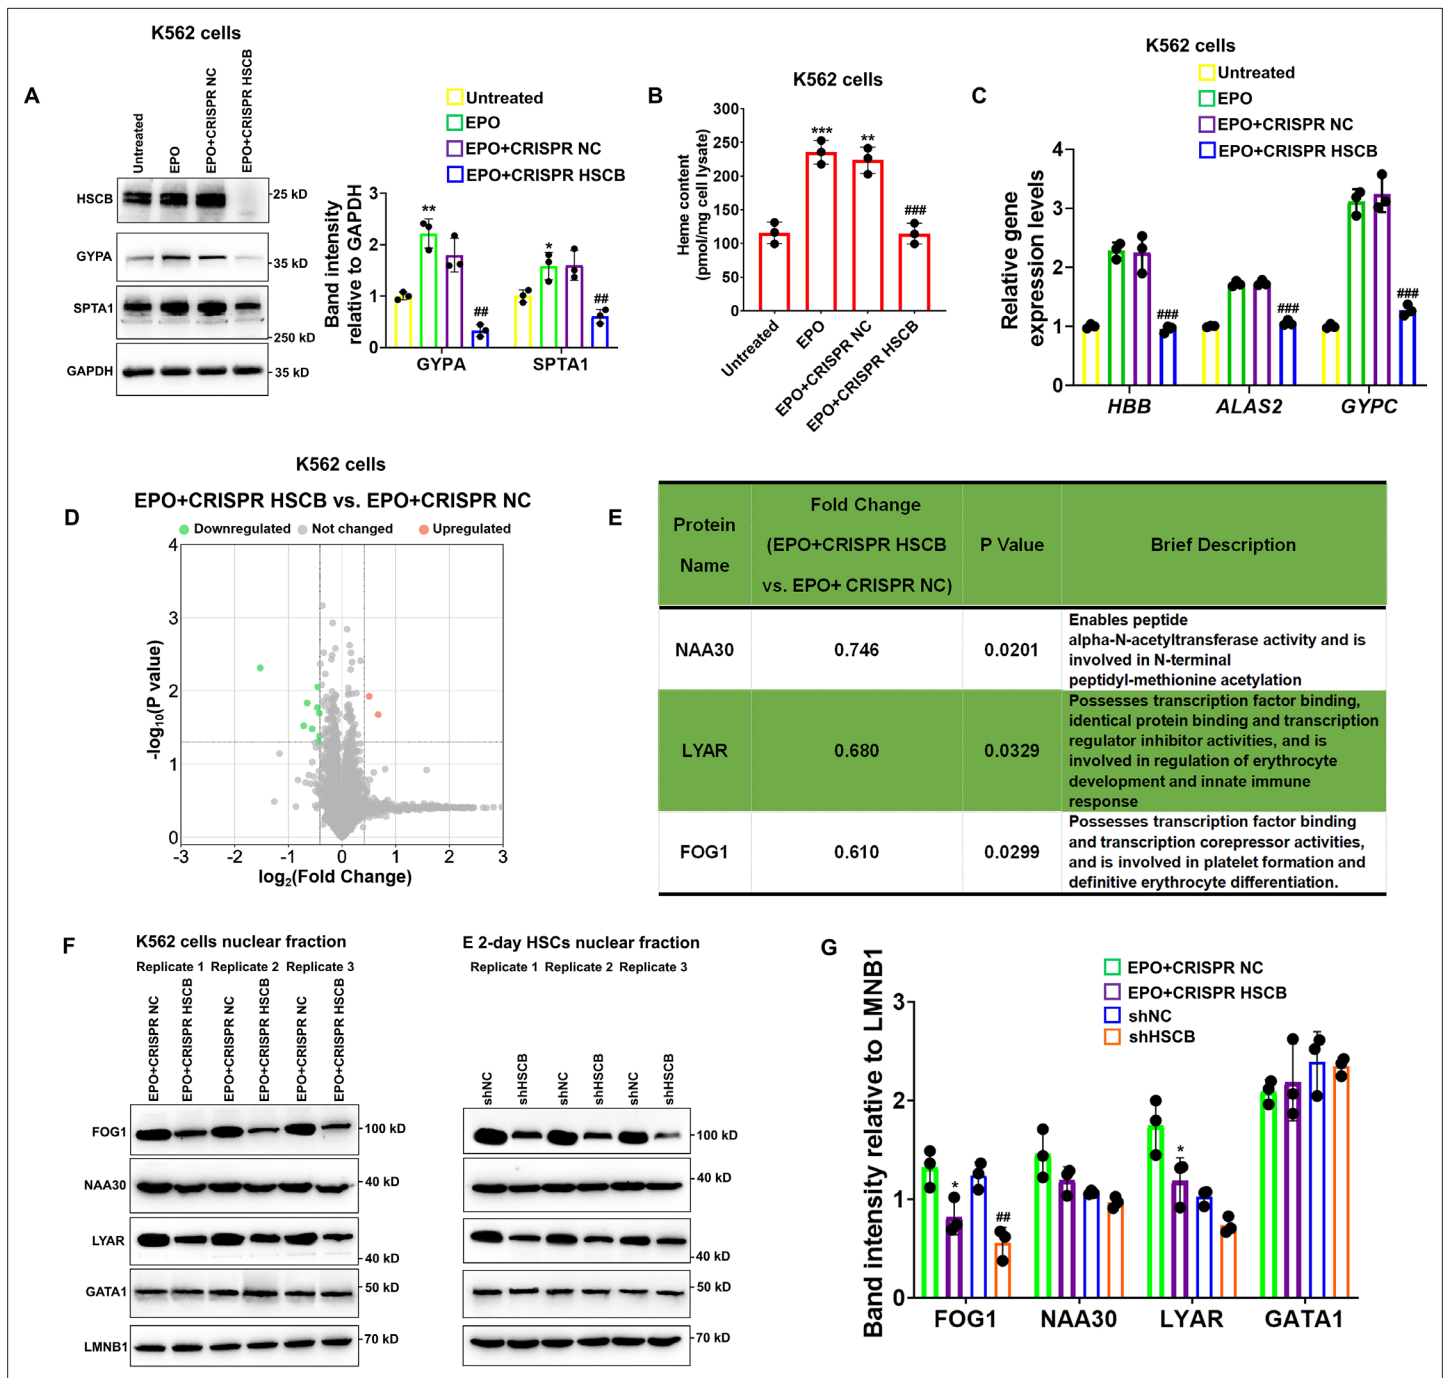 K562 cells
A
Untreated
EPO
EPO+CRISPR NC
EPO+CRISPR HSCB
HSCB
25 kD
GYPA
35 kD
SPTA1
250 kD
GAPDH
35 kD
Untreated
EPO
EPO+CRISPR NC
EPO+CRISPR HSCB
Band intensity
relative to GAPDH
3
2
1
0
**
##
*
##
GYPA
SPTA1
B
K562 cells
Heme content
(pmol/mg cell lysate)
300
250
200
150
100
50
0
***
**
###
Untreated
EPO
EPO+CRISPR NC
EPO+CRISPR HSCB
K562 cells
C
Untreated
EPO
EPO+CRISPR NC
EPO+CRISPR HSCB
Relative gene
expression levels
4
3
2
1
0
###
###
###
HBB
ALAS2
GYPC
K562 cells
D
EPO+CRISPR HSCB vs. EPO+CRISPR NC
Downregulated
Not changed
Upregulated
-log10(P value)
4
3
2
1
0
-3
-2
-1
0
1
2
3
log2(Fold Change)
E
Protein
Name
Fold Change
(EPO+CRISPR HSCB
vs. EPO+ CRISPR NC)
P Value
Brief Description
NAA30
0.746
0.0201
Enables peptide
alpha-N-acetyltransferase activity and is
involved in N-terminal
peptidyl-methionine acetylation
LYAR
0.680
0.0329
Possesses transcription factor binding,
identical protein binding and transcription
regulator inhibitor activities, and is
involved in regulation of erythrocyte
development and innate immune
response
FOG1
0.610
0.0299
Possesses transcription factor binding
and transcription corepressor activities,
and is involved in platelet formation and
definitive erythrocyte differentiation.
F
K562 cells nuclear fraction
Replicate 1 Replicate 2 Replicate 3
EPO+CRISPR NC
EPO+CRISPR HSCB
EPO+CRISPR NC
EPO+CRISPR HSCB
EPO+CRISPR NC
EPO+CRISPR HSCB
FOG1
100 kD
NAA30
40 kD
LYAR
40 kD
GATA1
50 kD
LMNB1
70 kD
E 2-day HSCs nuclear fraction
Replicate 1 Replicate 2 Replicate 3
shNC
shHSCB
shNC
shHSCB
shNC
shHSCB
100 kD
40 kD
40 kD
50 kD
70 kD
G
EPO+CRISPR NC
EPO+CRISPR HSCB
shNC
shHSCB
Band intensity relative to LMNB1
3
2
1
0
*
##
*
FOG1
NAA30
LYAR
GATA1